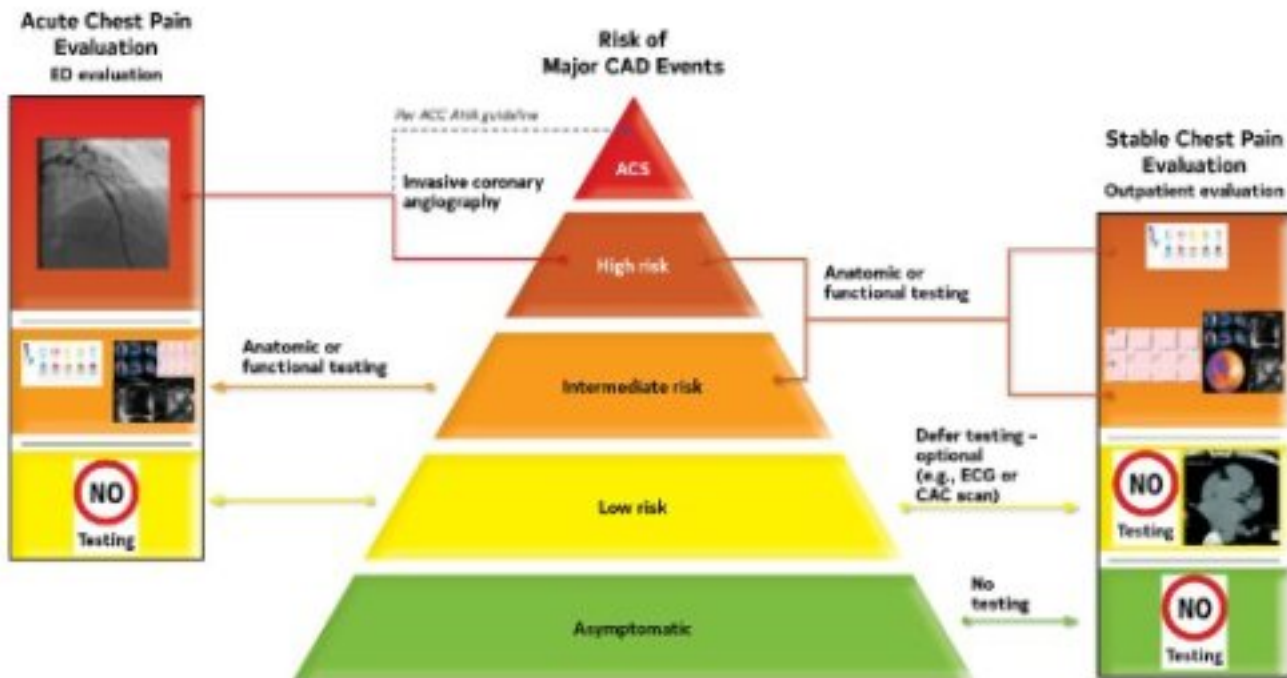 Acute Chest Pain
Evaluation
ED evaluation
Risk of
Major CAD Events
Per ACC AHA guideline
Invasive coronary
angiography
ACS
High risk
Anatomic or
functional testing
Stable Chest Pain
Evaluation
Outpatient evaluation
Anatomic or
functional testing
Intermediate risk
Defer testing –
optional
(e.g., ECG or
CAC scan)
NO
Testing
Low risk
NO
Testing
Asymptomatic
No
testing
NO
Testing